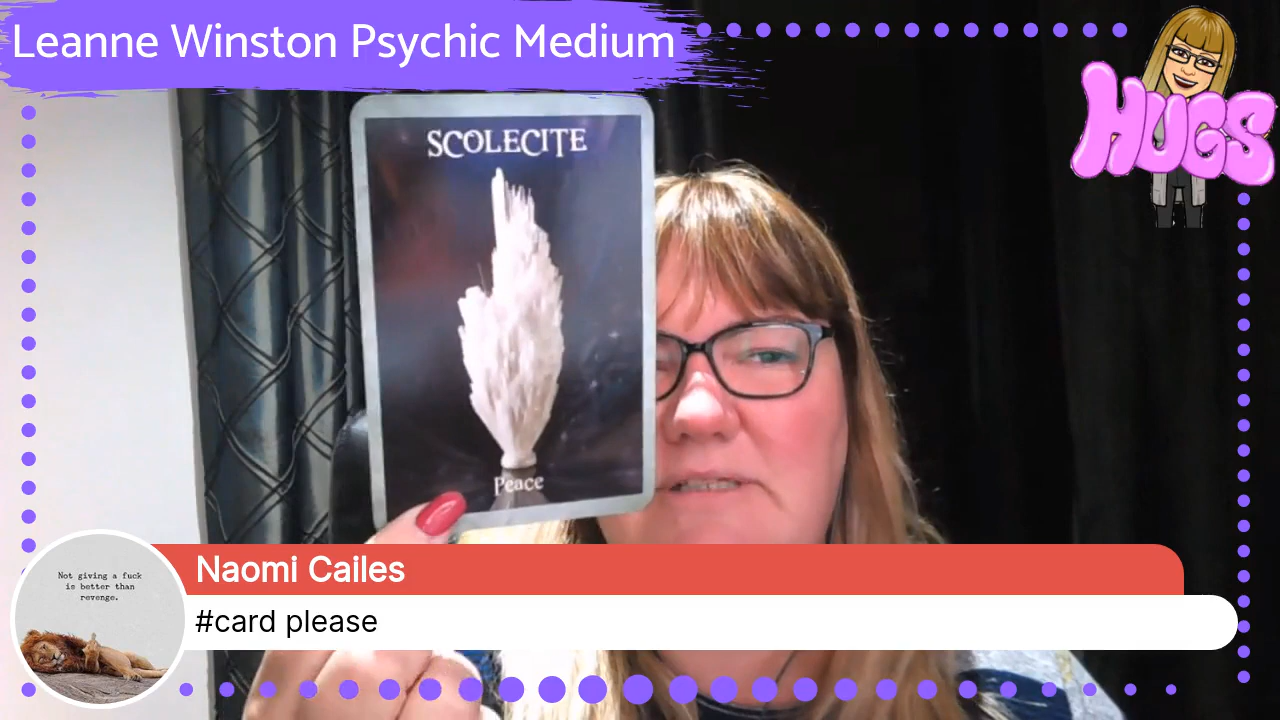 Leanne Winston Psychic Medium
HUGS
SCOLECITE
Peace
Not giving a fuck
is better than
revenge.
Naomi Cailes
#card please